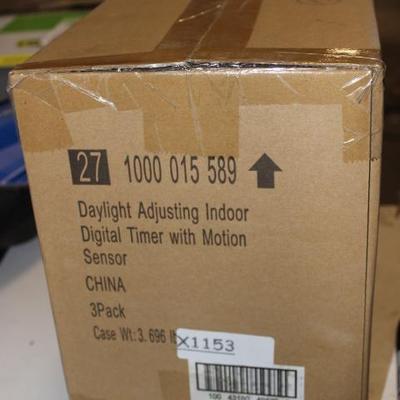 27 1000 015 589
Daylight Adjusting Indoor
Digital Timer with Motion
Sensor
CHINA
3Pack
Case Wt: 3.696
X1153